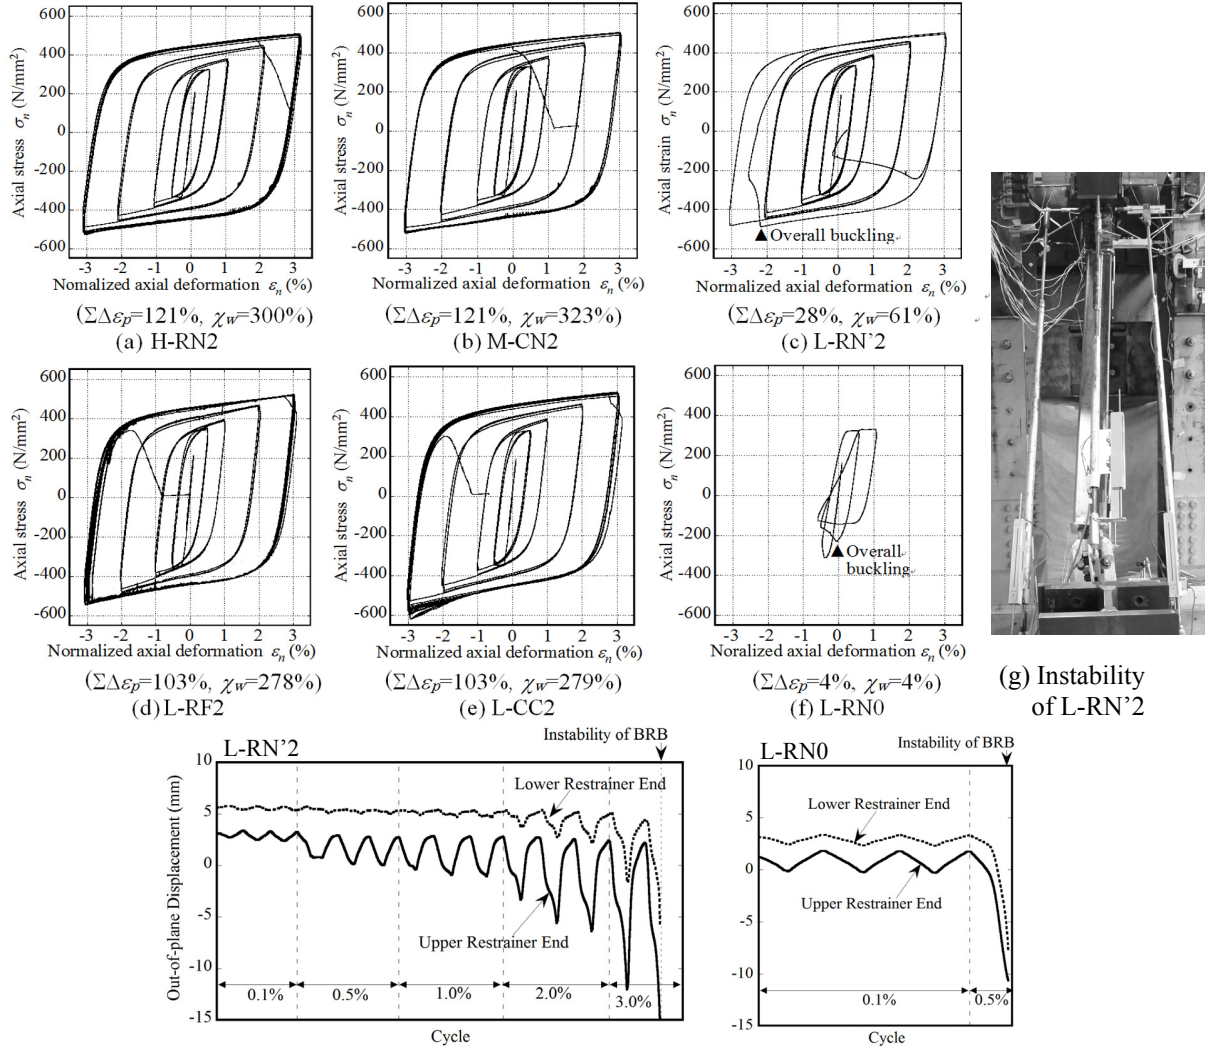 600
400
200
0
-200
-400
-600
Axial stress σn (N/mm²)
-3 -2 -1 0 1 2 3
Nomalized axial deformation εn (%)
(ΣΔεp=121%, χw=300%)
(a) H-RN2
600
400
200
0
-200
-400
-600
Axial stress σn (N/mm²)
-3 -2 -1 0 1 2 3
Normalized axial deformation εn (%)
(ΣΔεp=121%, χw=323%)
(b) M-CN2
600
400
200
0
-200
-400
-600
Axial strain σn (N/mm²)
▲Overall buckling
-3 -2 -1 0 1 2 3
Normalized axial deformation εn (%)
(ΣΔεp=28%, χw=61%)
(c) L-RN’2
600
400
200
0
-200
-400
-600
Axial stress σn (N/mm²)
-3 -2 -1 0 1 2 3
Normalized axial deformation εn (%)
(ΣΔεp=103%, χw=278%)
(d) L-RF2
600
400
200
0
-200
-400
-600
Axial stress σn (N/mm²)
-3 -2 -1 0 1 2 3
Normalized axial deformation εn (%)
(ΣΔεp=103%, χw=279%)
(e) L-CC2
600
400
200
0
-200
-400
-600
Axial stress σn (N/mm²)
▲Overall
buckling
-3 -2 -1 0 1 2 3
Normalized axial deformation εn (%)
(ΣΔεp=4%, χw=4%)
(f) L-RN0
(g) Instability
of L-RN’2
L-RN’2
Instability of BRB
10
5
0
-5
-10
-15
Out-of-plane Displacement (mm)
Lower Restrainer End
Upper Restrainer End
0.1% 0.5% 1.0% 2.0% 3.0%
Cycle
L-RN0
Instability of BRB
10
5
0
-5
-10
-15
Lower Restrainer End
Upper Restrainer End
0.1% 0.5%
Cycle